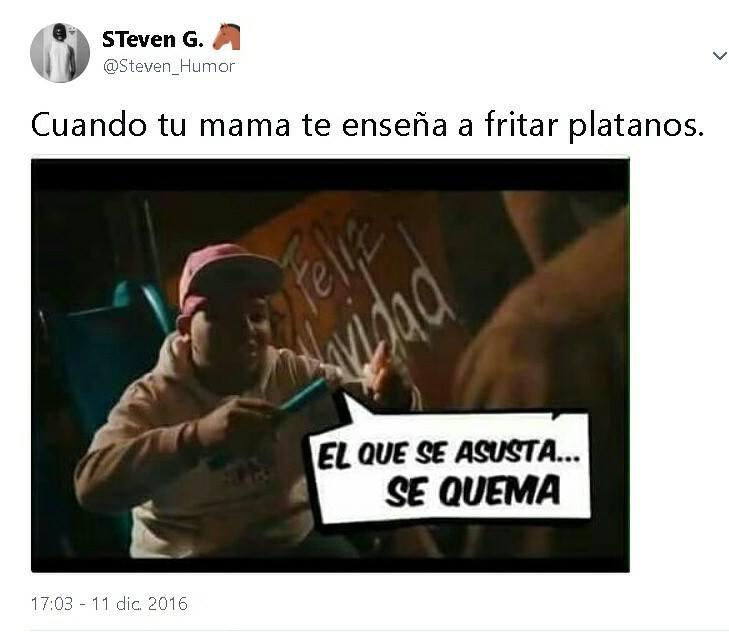 STeven G. 🐴
@Steven_Humor
Cuando tu mama te enseña a fritar platanos.
Feliz
Navidad
EL QUE SE ASUSTA...
SE QUEMA
17:03 - 11 dic. 2016